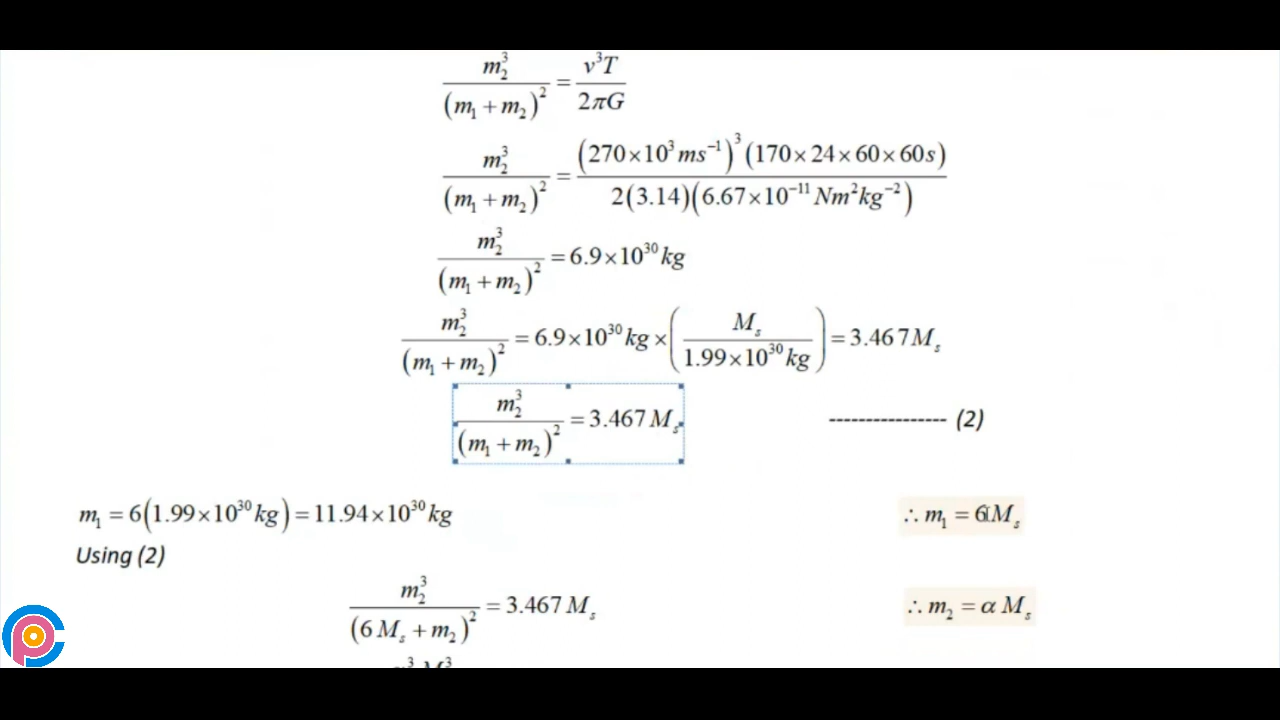 m₂³/(m₁ + m₂)² = v³T/2πG
m₂³/(m₁ + m₂)² = (270×10³ ms⁻¹)³(170×24×60×60s)/2(3.14)(6.67×10⁻¹¹ Nm²kg⁻²)
m₂³/(m₁ + m₂)² = 6.9×10³⁰ kg
m₂³/(m₁ + m₂)² = 6.9×10³⁰ kg×(Mₛ/1.99×10³⁰ kg) = 3.467Mₛ
m₂³/(m₁ + m₂)² = 3.467 Mₛ ---------------- (2)
m₁ = 6(1.99×10³⁰ kg) = 11.94×10³⁰ kg ∴ m₁ = 6Mₛ
Using (2)
m₂³/(6 Mₛ + m₂)² = 3.467 Mₛ ∴ m₂ = α Mₛ